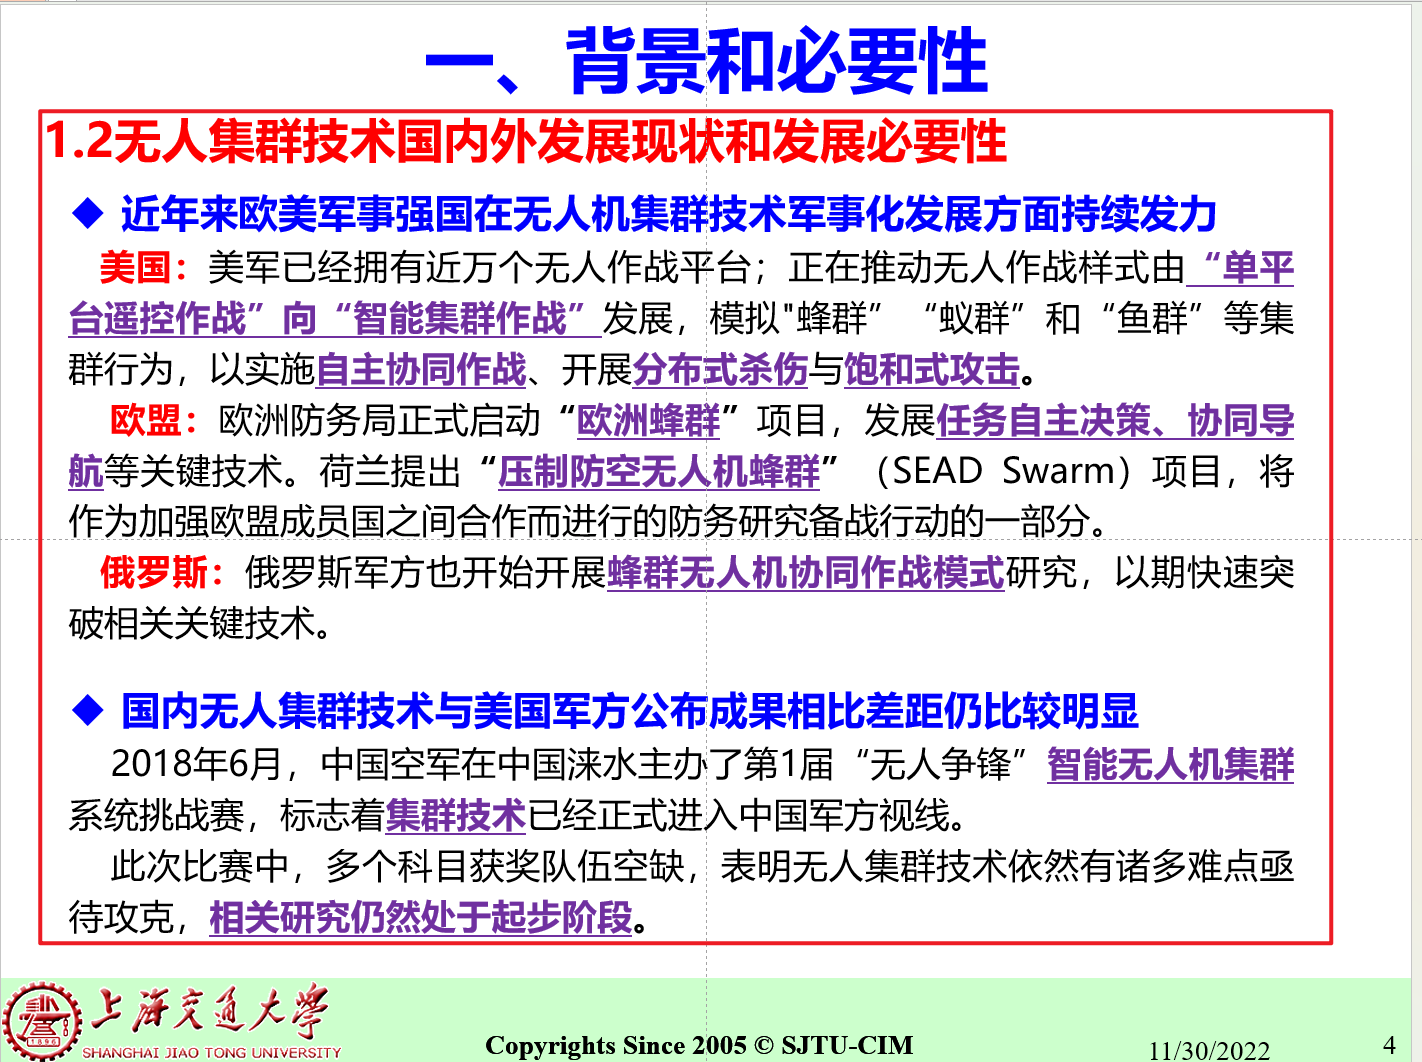 一、背景和必要性
1.2无人集群技术国内外发展现状和发展必要性
◆ 近年来欧美军事强国在无人机集群技术军事化发展方面持续发力
美国：美军已经拥有近万个无人作战平台；正在推动无人作战样式由“单平
台遥控作战”向“智能集群作战”发展，模拟"蜂群”“蚁群”和“鱼群”等集
群行为，以实施自主协同作战、开展分布式杀伤与饱和式攻击。
欧盟：欧洲防务局正式启动“欧洲蜂群”项目，发展任务自主决策、协同导
航等关键技术。荷兰提出“压制防空无人机蜂群”（SEAD Swarm）项目，将
作为加强欧盟成员国之间合作而进行的防务研究备战行动的一部分。
俄罗斯：俄罗斯军方也开始开展蜂群无人机协同作战模式研究，以期快速突
破相关关键技术。
◆ 国内无人集群技术与美国军方公布成果相比差距仍比较明显
2018年6月，中国空军在中国涞水主办了第1届“无人争锋”智能无人机集群
系统挑战赛，标志着集群技术已经正式进入中国军方视线。
此次比赛中，多个科目获奖队伍空缺，表明无人集群技术依然有诸多难点亟
待攻克，相关研究仍然处于起步阶段。
1896
上海交通大学
SHANGHAI JIAO TONG UNIVERSITY
Copyrights Since 2005 © SJTU-CIM
11/30/2022
4